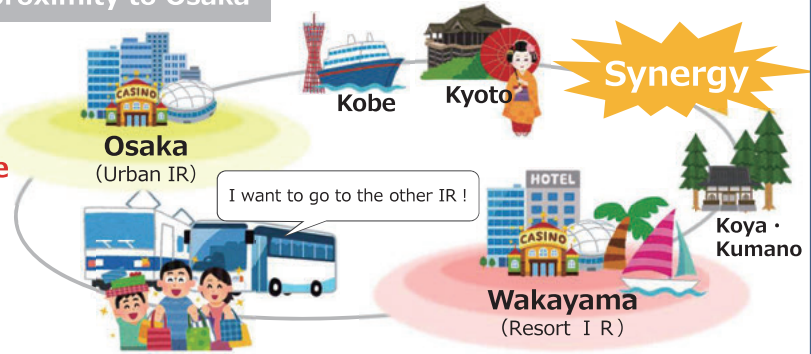 roximity to Osaka
CASINO
Osaka
（Urban IR）
Kobe
Kyoto
Synergy
e
I want to go to the other IR !
HOTEL
CASINO
Koya・
Kumano
Wakayama
（Resort ＩＲ）